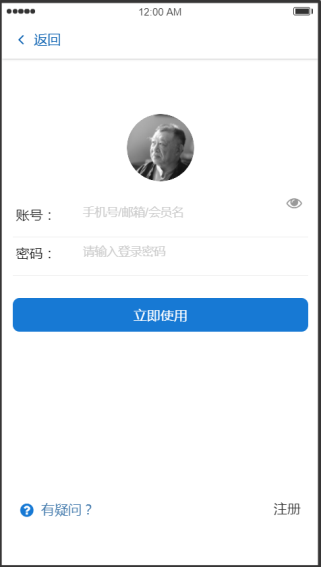 12:00 AM
返回
账号：
手机号/邮箱/会员名
密码：
请输入登录密码
立即使用
有疑问？
注册